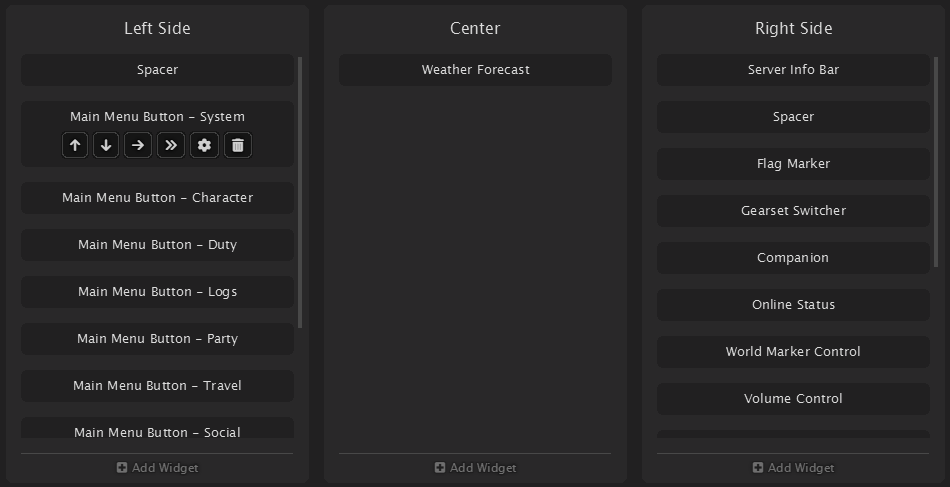 Left Side
Spacer
Main Menu Button - System
Main Menu Button - Character
Main Menu Button - Duty
Main Menu Button - Logs
Main Menu Button - Party
Main Menu Button - Travel
Main Menu Button - Social
Add Widget
Center
Weather Forecast
Add Widget
Right Side
Server Info Bar
Spacer
Flag Marker
Gearset Switcher
Companion
Online Status
World Marker Control
Volume Control
Add Widget